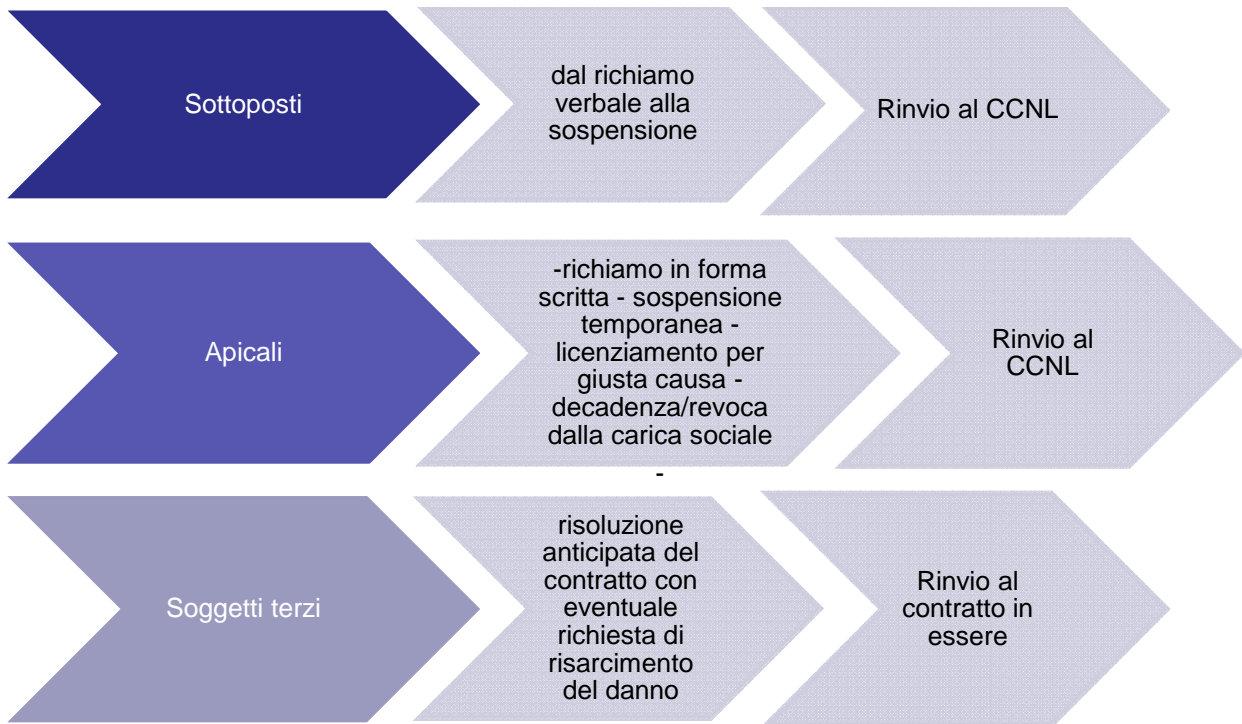 Sottoposti
dal richiamo
verbale alla
sospensione
Rinvio al CCNL
Apicali
-richiamo in forma
scritta - sospensione
temporanea -
licenziamento per
giusta causa -
decadenza/revoca
dalla carica sociale
-
Rinvio al
CCNL
Soggetti terzi
risoluzione
anticipata del
contratto con
eventuale
richiesta di
risarcimento
del danno
Rinvio al
contratto in
essere